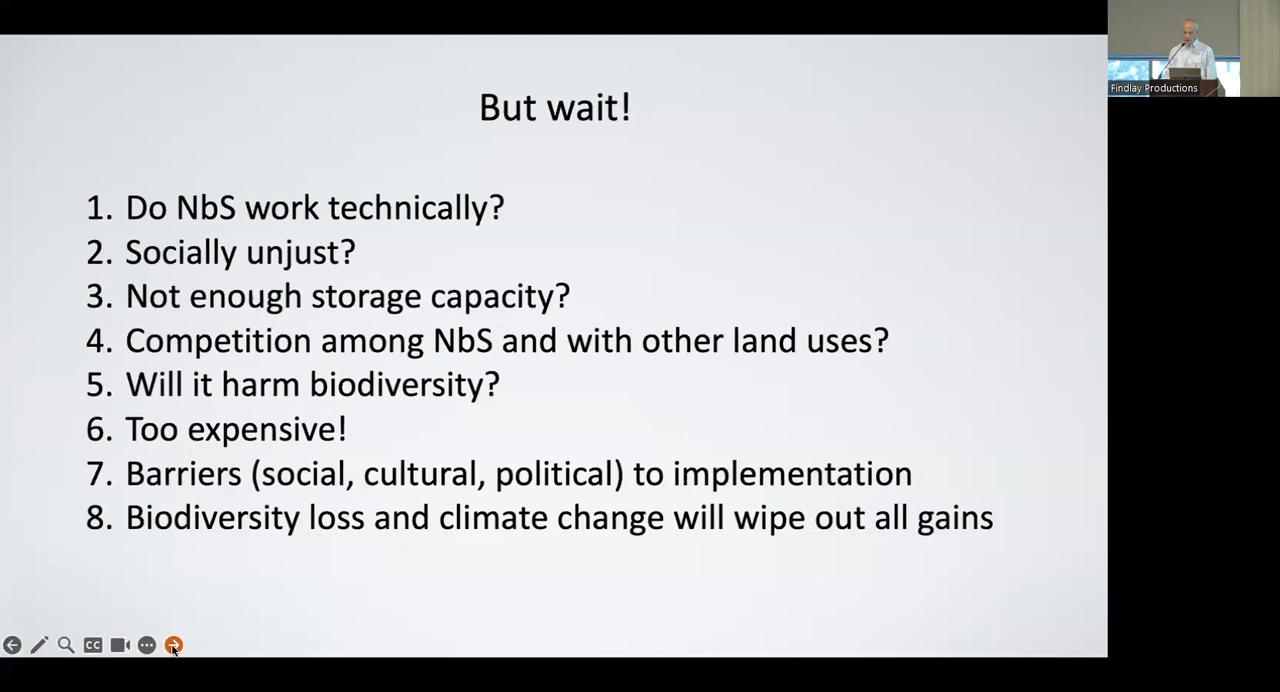 But wait!
1. Do NbS work technically?
2. Socially unjust?
3. Not enough storage capacity?
4. Competition among NbS and with other land uses?
5. Will it harm biodiversity?
6. Too expensive!
7. Barriers (social, cultural, political) to implementation
8. Biodiversity loss and climate change will wipe out all gains
Findlay Productions
CC